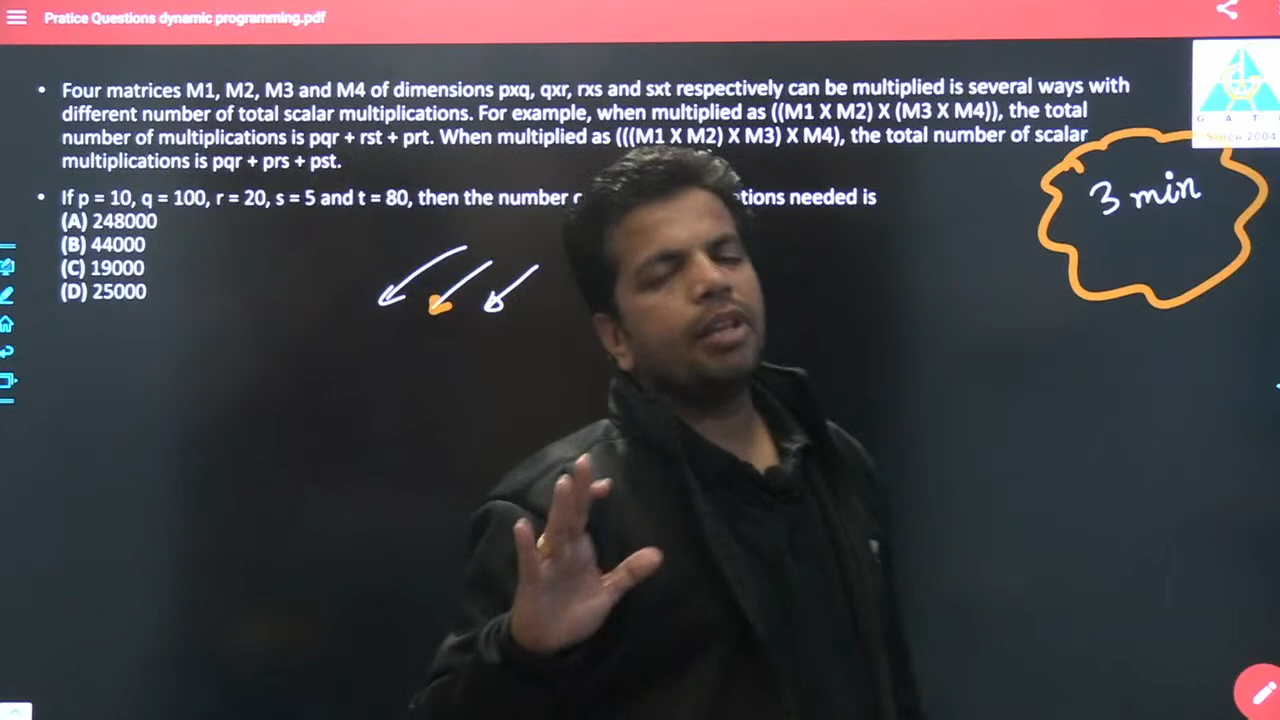 Pratice Questions dynamic programming.pdf
• Four matrices M1, M2, M3 and M4 of dimensions pxq, qxr, rxs and sxt respectively can be multiplied is several ways with
different number of total scalar multiplications. For example, when multiplied as ((M1 X M2) X (M3 X M4)), the total
number of multiplications is pqr + rst + prt. When multiplied as (((M1 X M2) X M3) X M4), the total number of scalar
multiplications is pqr + prs + pst.
• If p = 10, q = 100, r = 20, s = 5 and t = 80, then the number needed is
(A) 248000
(B) 44000
(C) 19000
(D) 25000
3 min
Since 2004